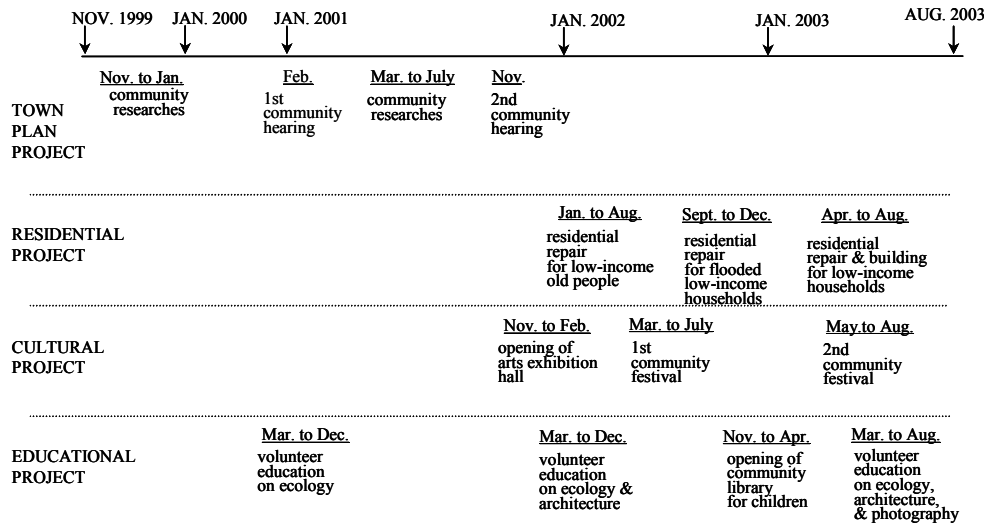 NOV. 1999 JAN. 2000 JAN. 2001 JAN. 2002 JAN. 2003 AUG. 2003
TOWN
PLAN
PROJECT
Nov. to Jan.
community
researches
Feb.
1st
community
hearing
Mar. to July
community
researches
Nov.
2nd
community
hearing
RESIDENTIAL
PROJECT
Jan. to Aug.
residential
repair
for low-income
old people
Sept. to Dec.
residential
repair
for flooded
low-income
households
Apr. to Aug.
residential
repair & building
for low-income
households
CULTURAL
PROJECT
Nov. to Feb.
opening of
arts exhibition
hall
Mar. to July
1st
community
festival
May.to Aug.
2nd
community
festival
EDUCATIONAL
PROJECT
Mar. to Dec.
volunteer
education
on ecology
Mar. to Dec.
volunteer
education
on ecology &
architecture
Nov. to Apr.
opening of
community
library
for children
Mar. to Aug.
volunteer
education
on ecology,
architecture,
& photography